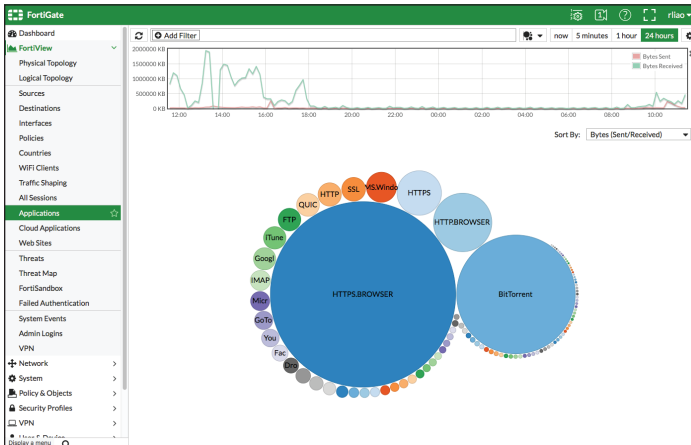 FortiGate
rliao
Dashboard
FortiView
Physical Topology
Logical Topology
Sources
Destinations
Interfaces
Policies
Countries
WiFi Clients
Traffic Shaping
All Sessions
Applications
Cloud Applications
Web Sites
Threats
Threat Map
FortiSandbox
Failed Authentication
System Events
Admin Logins
VPN
Network
System
Policy & Objects
Security Profiles
VPN
User & Device
Display a menu
Add Filter
now 5 minutes 1 hour 24 hours
2000000 KB
1500000 KB
1000000 KB
500000 KB
0 KB
Bytes Sent
Bytes Received
12:00 14:00 16:00 18:00 20:00 22:00 00:00 02:00 04:00 06:00 08:00 10:00
Sort By: Bytes (Sent/Received)
HTTPS
MS.Windo
SSL
HTTP
QUIC
FTP
iTune
Googl
IMAP
Micr
GoTo
You
Fac
Dro
HTTP.BROWSER
HTTPS.BROWSER
BitTorrent